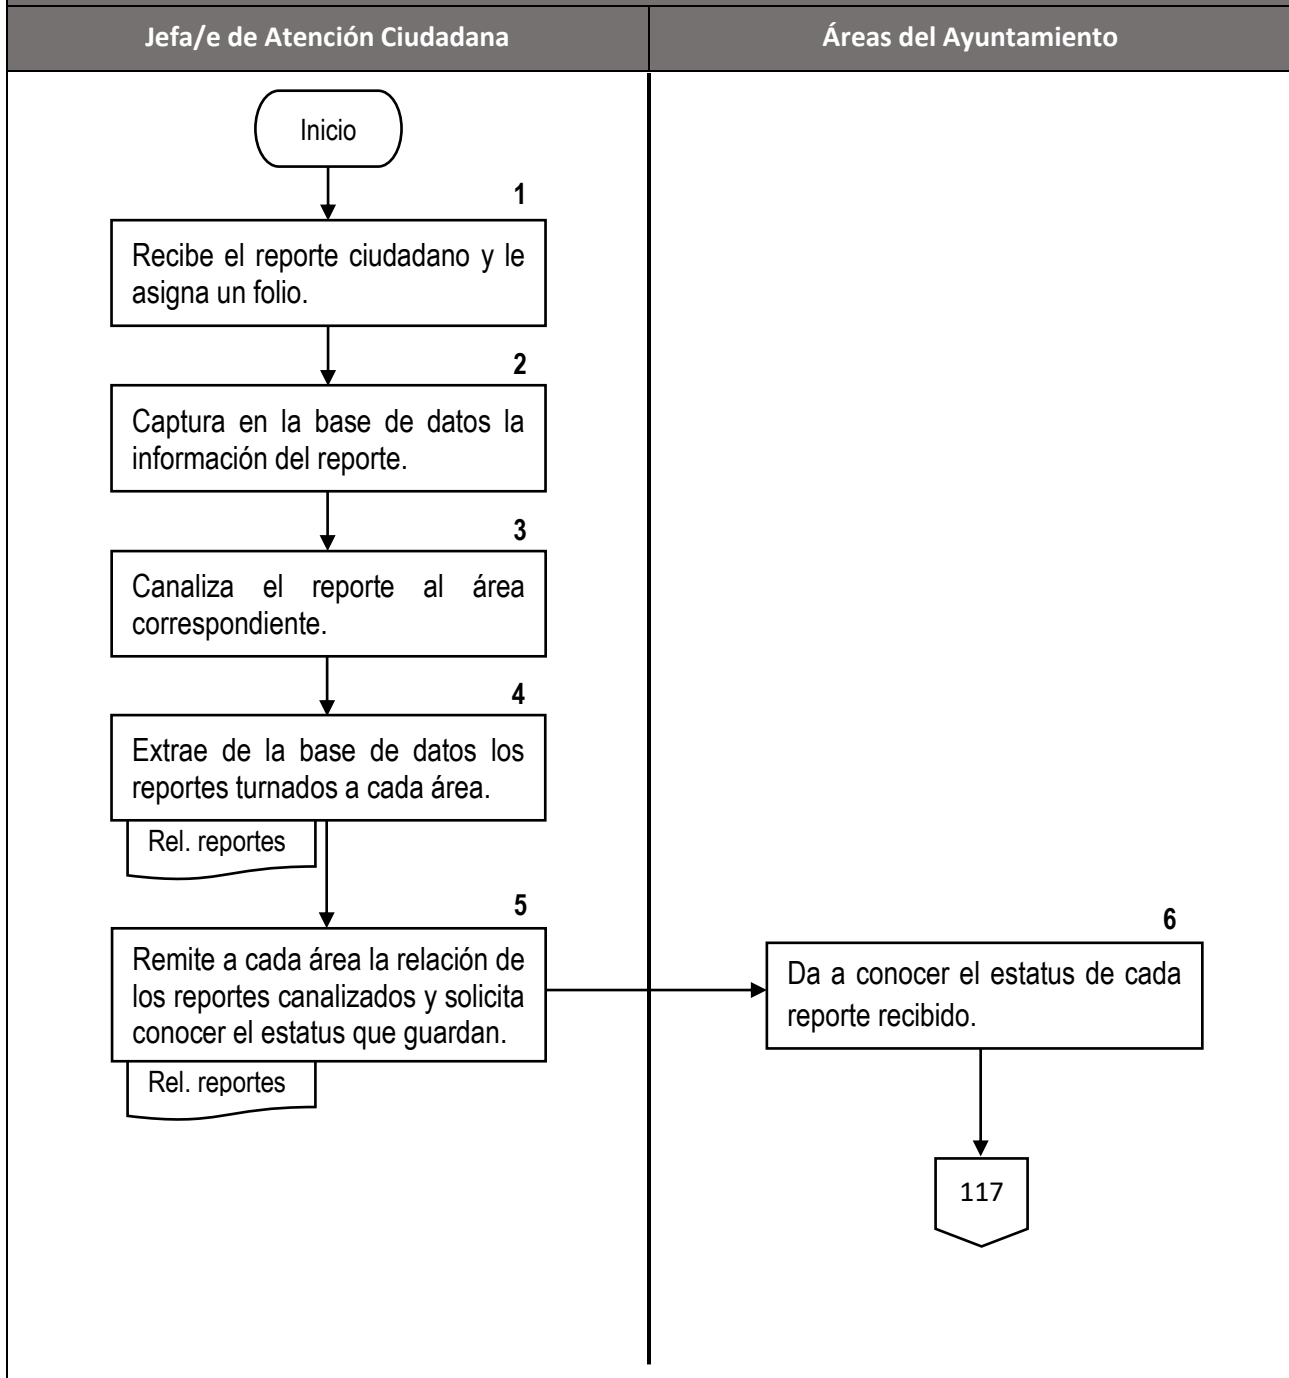 Jefa/e de Atención Ciudadana
Áreas del Ayuntamiento
Inicio
1
Recibe el reporte ciudadano y le
asigna un folio.
2
Captura en la base de datos la
información del reporte.
3
Canaliza el reporte al área
correspondiente.
4
Extrae de la base de datos los
reportes turnados a cada área.
Rel. reportes
5
Remite a cada área la relación de
los reportes canalizados y solicita
conocer el estatus que guardan.
Rel. reportes
6
Da a conocer el estatus de cada
reporte recibido.
117